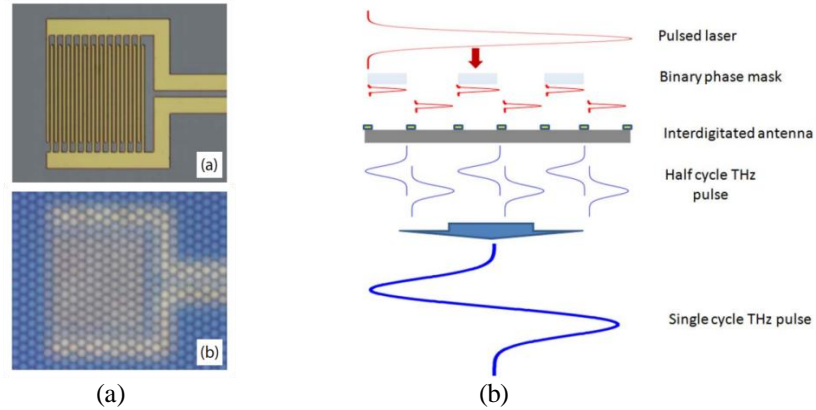 (a)
(b)
(a)
Pulsed laser
Binary phase mask
Interdigitated antenna
Half cycle THz
pulse
Single cycle THz pulse
(b)